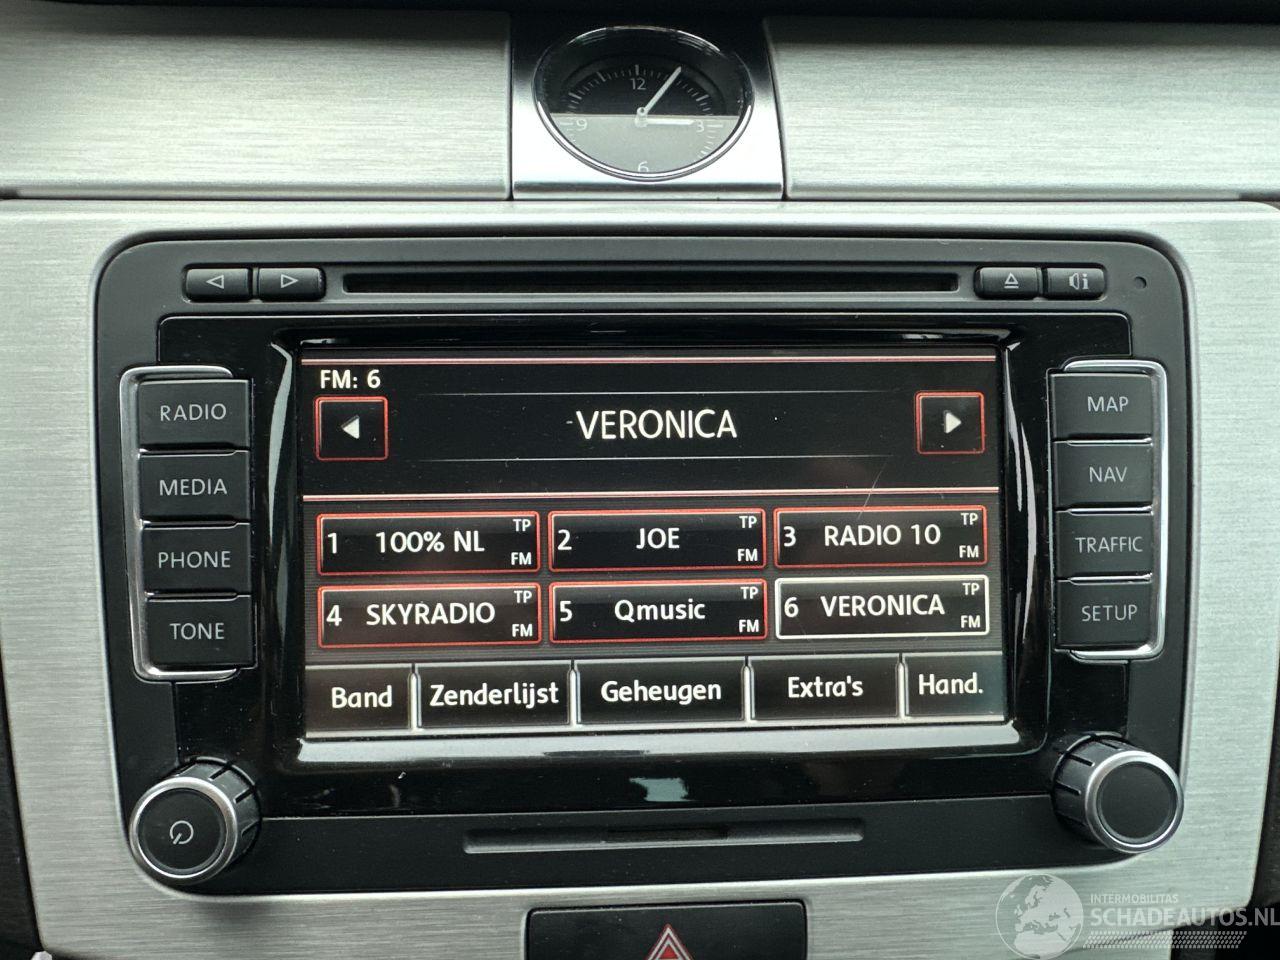 12
9
3
6
FM: 6
VERONICA
RADIO
MEDIA
PHONE
TONE
MAP
NAV
TRAFFIC
SETUP
1 100% NL TP FM
2 JOE TP FM
3 RADIO 10 TP FM
4 SKYRADIO TP FM
5 Qmusic TP FM
6 VERONICA TP FM
Band Zenderlijst Geheugen Extra's Hand.
INTERMOBILITAS
SCHADEAUTOS.NL